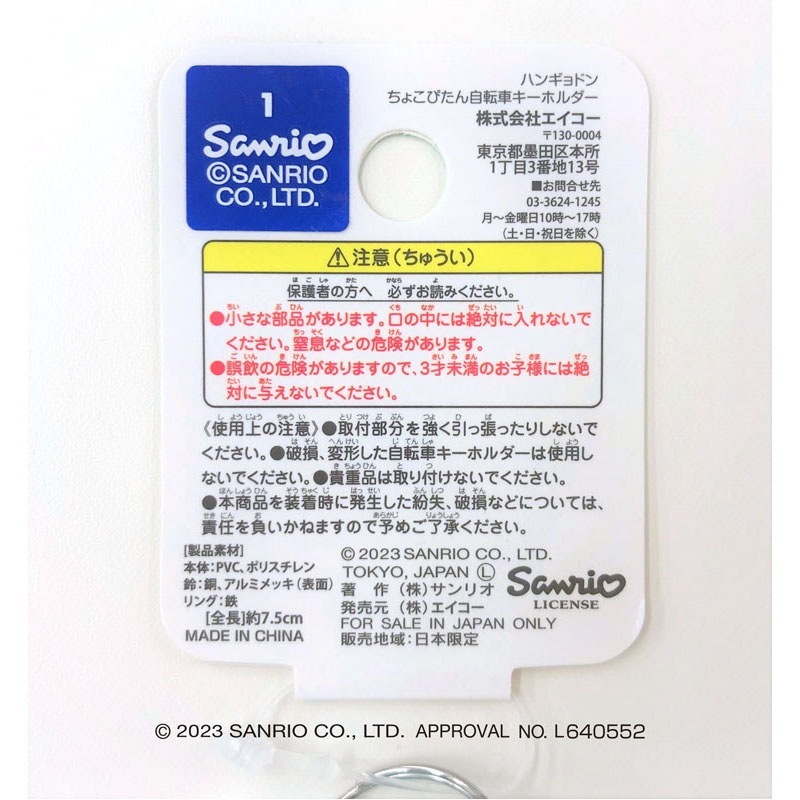 1
Sanrio
©SANRIO
CO.,LTD.
ハンギョドン
ちょこぴたん自転車キーホルダー
株式会社エイコー
〒130-0004
東京都墨田区本所
1丁目3番地13号
■お問合せ先
03-3624-1245
月～金曜日10時～17時
(土・日・祝日を除く)
⚠注意(ちゅうい)
保護者の方へ 必ずお読みください。
●小さな部品があります。口の中には絶対に入れないで
ください。窒息などの危険があります。
●誤飲の危険がありますので、3才未満のお子様には絶
対に与えないでください。
《使用上の注意》●取付部分を強く引っ張ったりしないで
ください。●破損、変形した自転車キーホルダーは使用し
ないでください。●貴重品は取り付けないでください。
●本商品を装着時に発生した紛失、破損などについては、
責任を負いかねますので予めご了承ください。
[製品素材]
本体:PVC、ポリスチレン
鈴:銅、アルミメッキ(表面)
リング:鉄
[全長]約7.5cm
MADE IN CHINA
©2023 SANRIO CO., LTD.
TOKYO, JAPAN Ⓛ
著作 (株)サンリオ
発売元 (株)エイコー
FOR SALE IN JAPAN ONLY
販売地域:日本限定
Sanrio
LICENSE
© 2023 SANRIO CO., LTD. APPROVAL NO. L640552